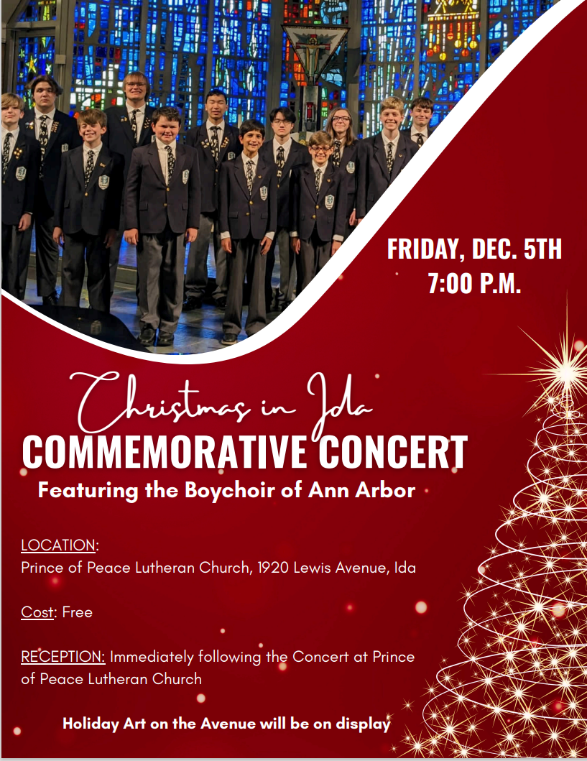 FRIDAY, DEC. 5TH
7:00 P.M.
Christmas in Ida
COMMEMORATIVE CONCERT
Featuring the Boychoir of Ann Arbor
LOCATION:
Prince of Peace Lutheran Church, 1920 Lewis Avenue, Ida
Cost: Free
RECEPTION: Immediately following the Concert at Prince
of Peace Lutheran Church
Holiday Art on the Avenue will be on display